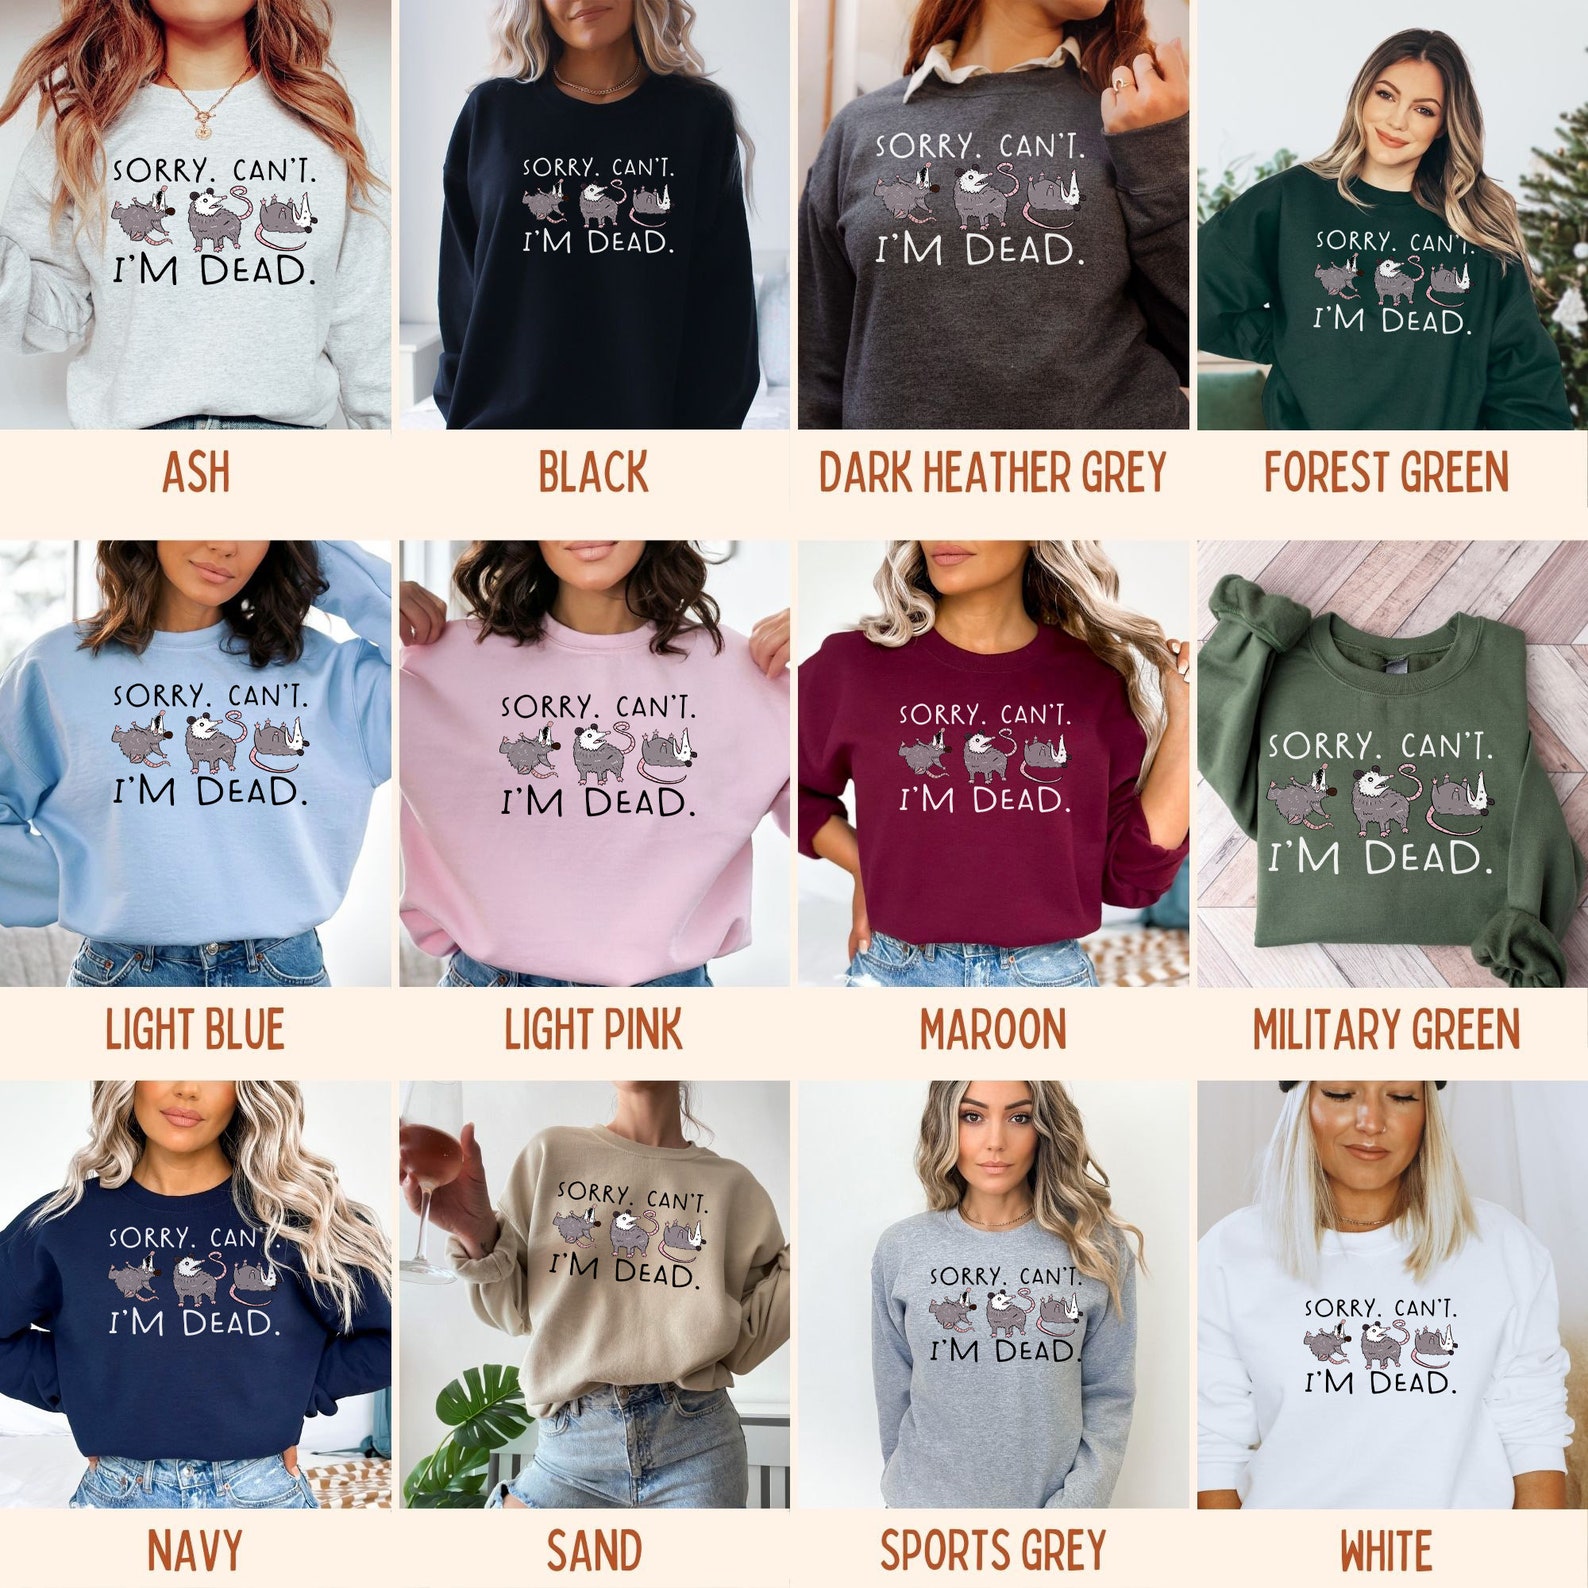 SORRY. CAN'T.
I'M DEAD.
SORRY. CAN'T.
I'M DEAD.
SORRY. CAN'T.
I'M DEAD.
SORRY. CAN'T.
I'M DEAD.
ASH
BLACK
DARK HEATHER GREY
FOREST GREEN
SORRY. CAN'T.
I'M DEAD.
SORRY. CAN'T.
I'M DEAD.
SORRY. CAN'T.
I'M DEAD.
SORRY. CAN'T.
I'M DEAD.
LIGHT BLUE
LIGHT PINK
MAROON
MILITARY GREEN
SORRY. CAN'T.
I'M DEAD.
SORRY. CAN'T.
I'M DEAD.
SORRY. CAN'T.
I'M DEAD.
SORRY. CAN'T.
I'M DEAD.
NAVY
SAND
SPORTS GREY
WHITE